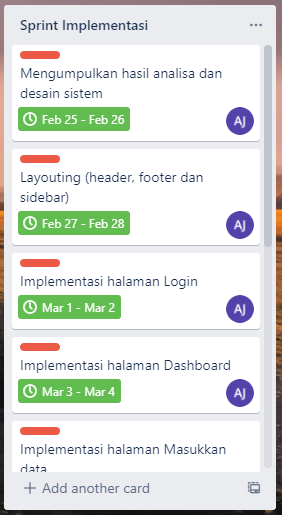 Sprint Implementasi
Mengumpulkan hasil analisa dan
desain sistem
Feb 25 - Feb 26
AJ
Layouting (header, footer dan
sidebar)
Feb 27 - Feb 28
AJ
Implementasi halaman Login
Mar 1 - Mar 2
AJ
Implementasi halaman Dashboard
Mar 3 - Mar 4
AJ
Implementasi halaman Masukkan
data
Add another card